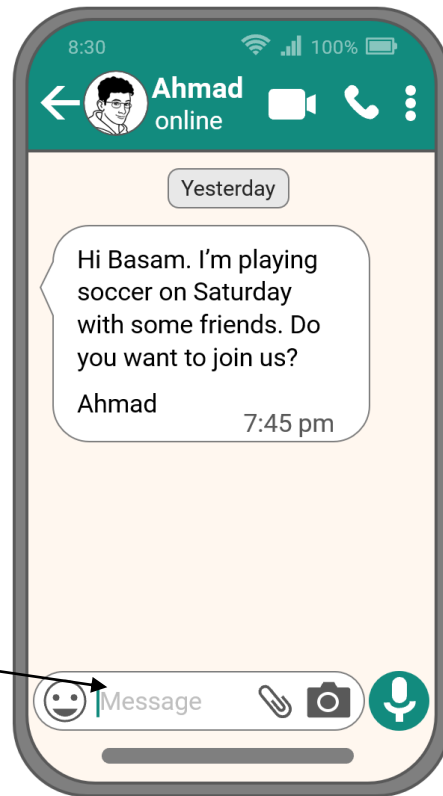 8:30 100%
Ahmad
online
Yesterday
Hi Basam. I’m playing
soccer on Saturday
with some friends. Do
you want to join us?
Ahmad
7:45 pm
Message